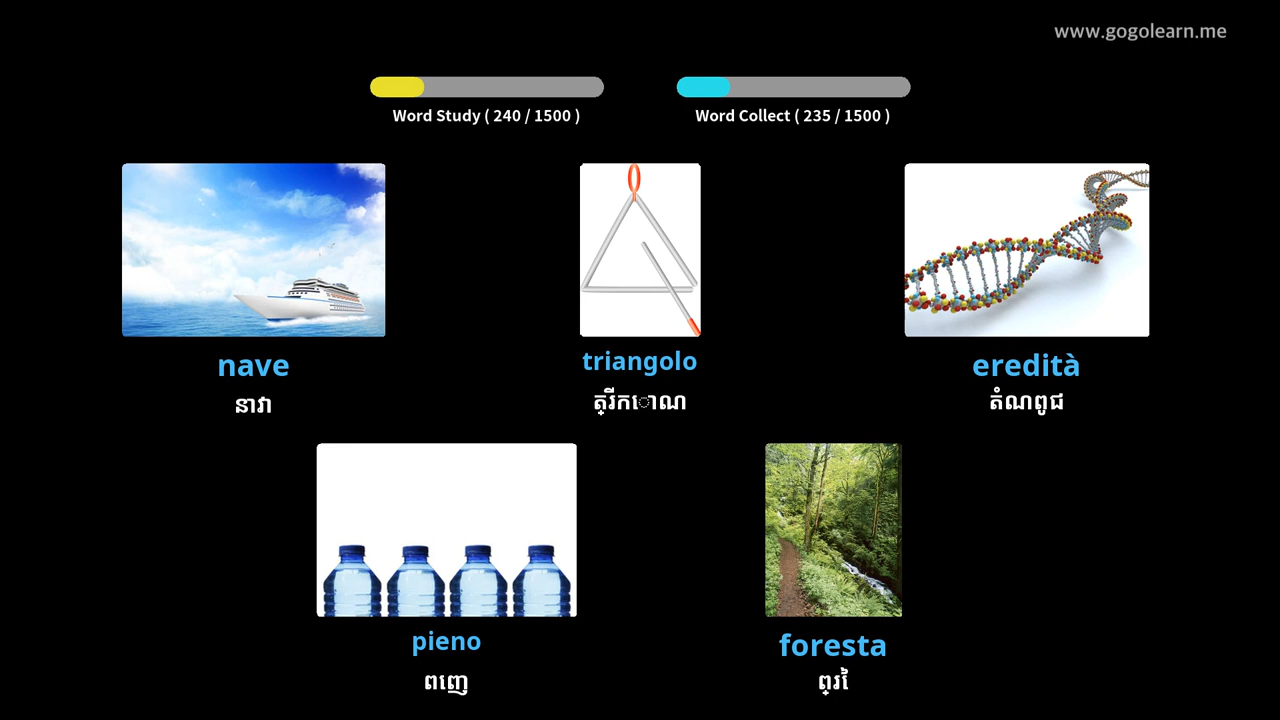 www.gogolearn.me
Word Study ( 240 / 1500 )
Word Collect ( 235 / 1500 )
nave
triangolo
eredità
នាវា
ត្រីកោណ
តំណពូជ
pieno
foresta
ពេញ
ព្រៃ